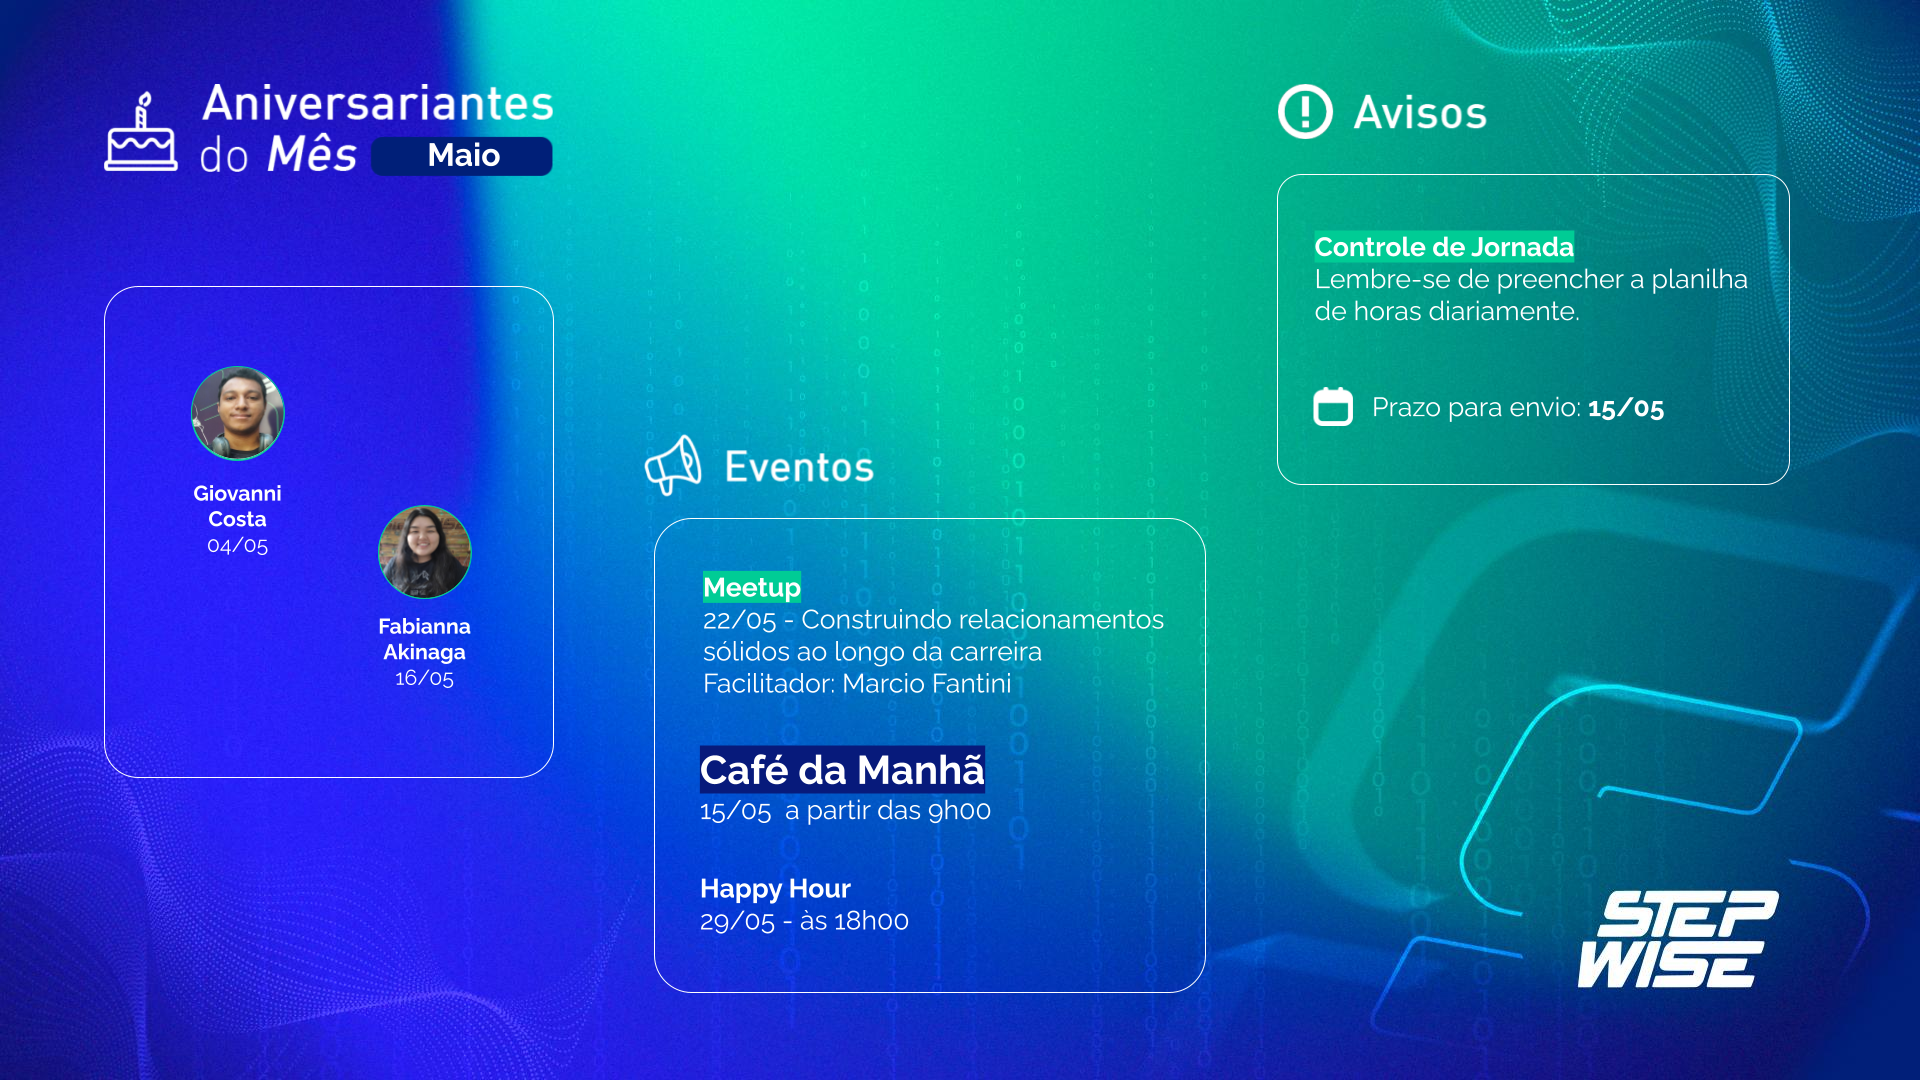 Aniversariantes
do Mês Maio
Giovanni
Costa
04/05
Fabianna
Akinaga
16/05
Eventos
Meetup
22/05 - Construindo relacionamentos
sólidos ao longo da carreira
Facilitador: Marcio Fantini
Café da Manhã
15/05 a partir das 9h00
Happy Hour
29/05 - às 18h00
Avisos
Controle de Jornada
Lembre-se de preencher a planilha
de horas diariamente.
Prazo para envio: 15/05
STEP
WISE